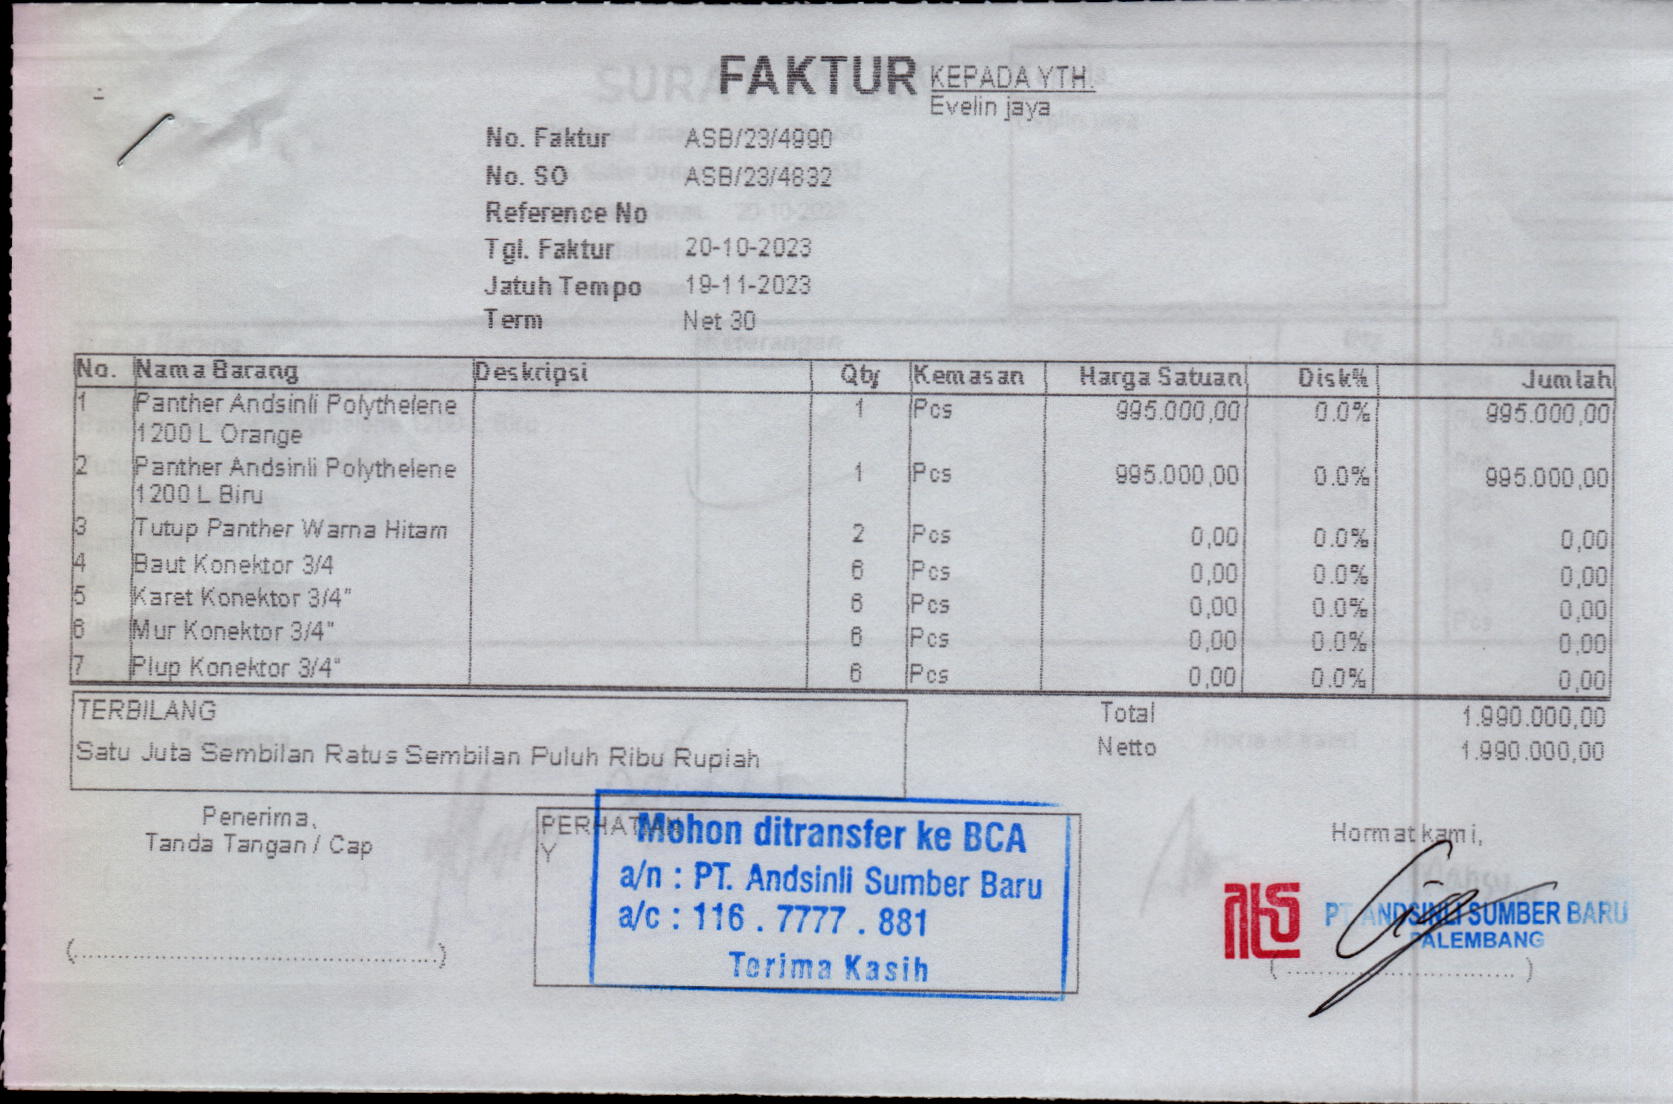 FAKTUR
KEPADA YTH.
Evelin jaya
No. Faktur ASB/23/4990
No. SO ASB/23/4832
Reference No
Tgl. Faktur 20-10-2023
Jatuh Tempo 19-11-2023
Term Net 30
No. Nama Barang Deskripsi Qty Kemasan Harga Satuan Disk% Jumlah
1 Panther Andsinli Polythelene 1 Pcs 995.000,00 0.0% 995.000,00
1200 L Orange
2 Panther Andsinli Polythelene 1 Pcs 995.000,00 0.0% 995.000,00
1200 L Biru
3 Tutup Panther Warna Hitam 2 Pcs 0,00 0.0% 0,00
4 Baut Konektor 3/4 6 Pcs 0,00 0.0% 0,00
5 Karet Konektor 3/4" 6 Pcs 0,00 0.0% 0,00
6 Mur Konektor 3/4" 6 Pcs 0,00 0.0% 0,00
7 Plup Konektor 3/4" 6 Pcs 0,00 0.0% 0,00
TERBILANG
Satu Juta Sembilan Ratus Sembilan Puluh Ribu Rupiah
Total 1.990.000,00
Netto 1.990.000,00
Penerima,
Tanda Tangan / Cap
(........................................)
PERHATIAN
Y
Mohon ditransfer ke BCA
a/n : PT. Andsinli Sumber Baru
a/c : 116 . 7777 . 881
Terima Kasih
Hormat kami,
PT ANDSINLI SUMBER BARU
PALEMBANG
(..............................)